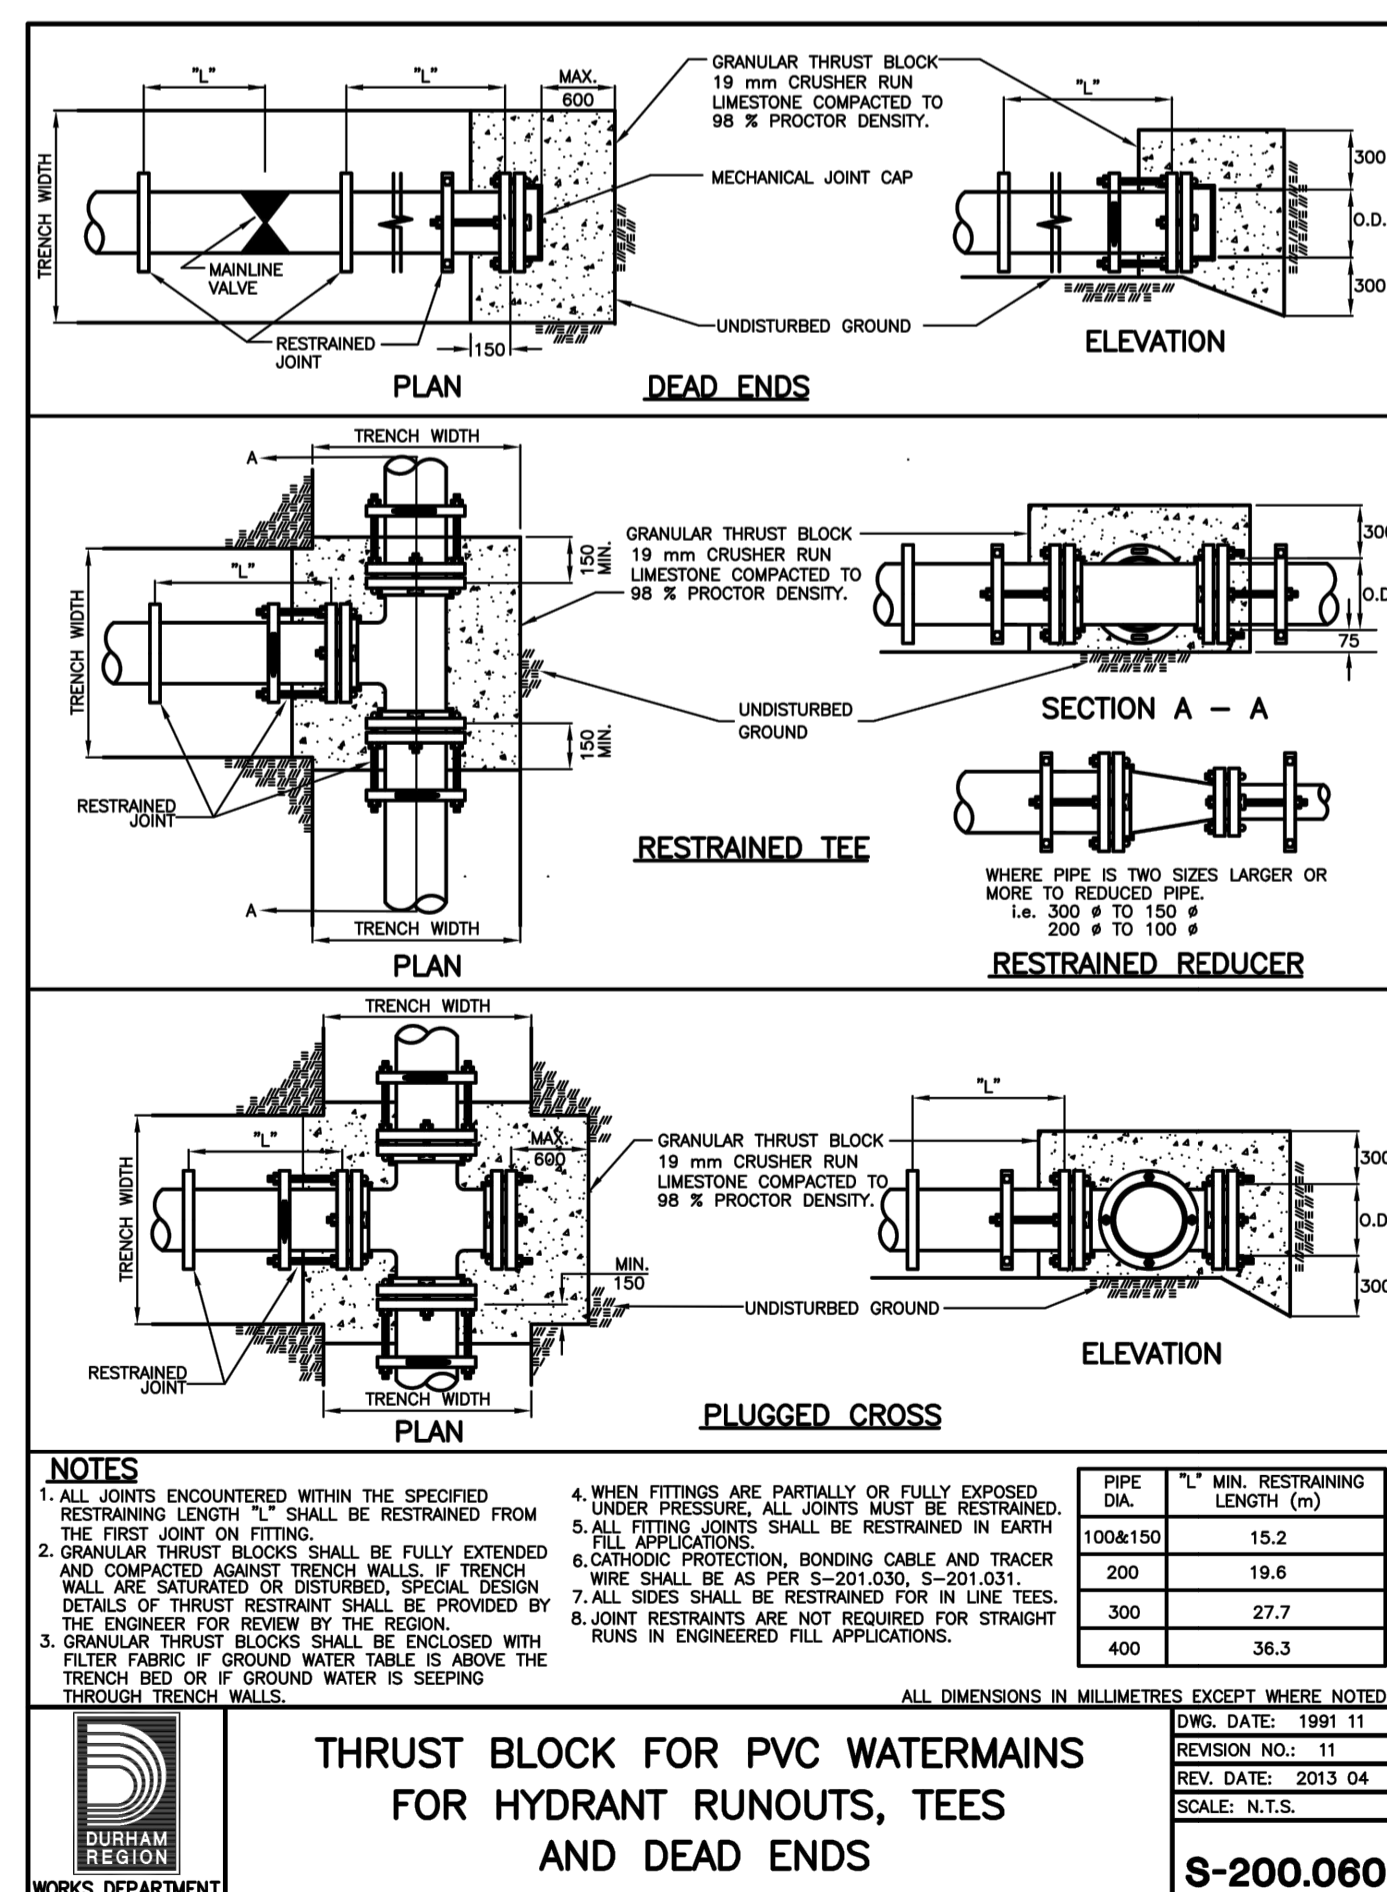 "L"
"L"
MAX.
600
GRANULAR THRUST BLOCK
19 mm CRUSHER RUN
LIMESTONE COMPACTED TO
98 % PROCTOR DENSITY.
"L"
300
O.D.
300
TRENCH WIDTH
MECHANICAL JOINT CAP
MAINLINE
VALVE
RESTRAINED
JOINT
150
UNDISTURBED GROUND
ELEVATION
PLAN
DEAD ENDS
TRENCH WIDTH
A
"L"
150
MIN.
GRANULAR THRUST BLOCK
19 mm CRUSHER RUN
LIMESTONE COMPACTED TO
98 % PROCTOR DENSITY.
300
O.D
75
TRENCH WIDTH
UNDISTURBED
GROUND
SECTION A – A
150
MIN.
RESTRAINED
JOINT
RESTRAINED TEE
A
TRENCH WIDTH
PLAN
WHERE PIPE IS TWO SIZES LARGER OR
MORE TO REDUCED PIPE.
i.e. 300 ø TO 150 ø
200 ø TO 100 ø
RESTRAINED REDUCER
TRENCH WIDTH
"L"
MAX.
600
GRANULAR THRUST BLOCK
19 mm CRUSHER RUN
LIMESTONE COMPACTED TO
98 % PROCTOR DENSITY.
"L"
300
O.D
300
TRENCH WIDTH
MIN.
150
UNDISTURBED GROUND
RESTRAINED
JOINT
TRENCH WIDTH
PLAN
PLUGGED CROSS
ELEVATION
NOTES
1. ALL JOINTS ENCOUNTERED WITHIN THE SPECIFIED
RESTRAINING LENGTH "L" SHALL BE RESTRAINED FROM
THE FIRST JOINT ON FITTING.
2. GRANULAR THRUST BLOCKS SHALL BE FULLY EXTENDED
AND COMPACTED AGAINST TRENCH WALLS. IF TRENCH
WALL ARE SATURATED OR DISTURBED, SPECIAL DESIGN
DETAILS OF THRUST RESTRAINT SHALL BE PROVIDED BY
THE ENGINEER FOR REVIEW BY THE REGION.
3. GRANULAR THRUST BLOCKS SHALL BE ENCLOSED WITH
FILTER FABRIC IF GROUND WATER TABLE IS ABOVE THE
TRENCH BED OR IF GROUND WATER IS SEEPING
THROUGH TRENCH WALLS.
4. WHEN FITTINGS ARE PARTIALLY OR FULLY EXPOSED
UNDER PRESSURE, ALL JOINTS MUST BE RESTRAINED.
5. ALL FITTING JOINTS SHALL BE RESTRAINED IN EARTH
FILL APPLICATIONS.
6. CATHODIC PROTECTION, BONDING CABLE AND TRACER
WIRE SHALL BE AS PER S-201.030, S-201.031.
7. ALL SIDES SHALL BE RESTRAINED FOR IN LINE TEES.
8. JOINT RESTRAINTS ARE NOT REQUIRED FOR STRAIGHT
RUNS IN ENGINEERED FILL APPLICATIONS.
PIPE DIA. "L" MIN. RESTRAINING LENGTH (m)
100&150 15.2
200 19.6
300 27.7
400 36.3
ALL DIMENSIONS IN MILLIMETRES EXCEPT WHERE NOTED
DURHAM
REGION
WORKS DEPARTMENT
THRUST BLOCK FOR PVC WATERMAINS
FOR HYDRANT RUNOUTS, TEES
AND DEAD ENDS
DWG. DATE: 1991 11
REVISION NO.: 11
REV. DATE: 2013 04
SCALE: N.T.S.
S-200.060